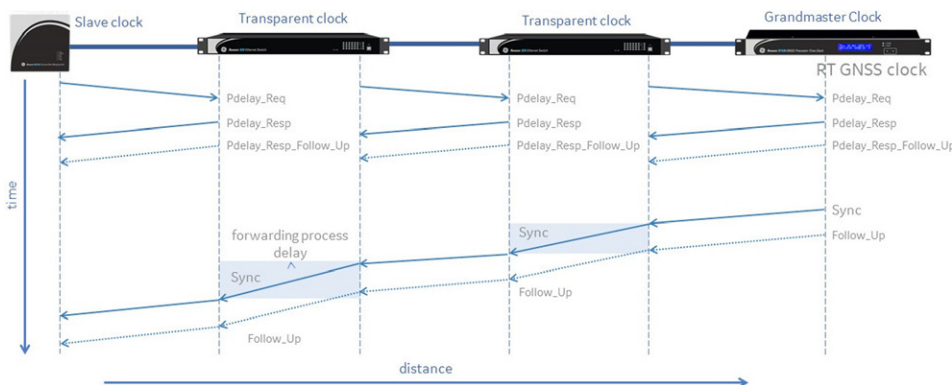 Slave clock
Transparent clock
Transparent clock
Grandmaster Clock
RT GNSS clock
Pdelay_Req
Pdelay_Req
Pdelay_Req
Pdelay_Resp
Pdelay_Resp
Pdelay_Resp
Pdelay_Resp_Follow_Up
Pdelay_Resp_Follow_Up
Pdelay_Resp_Follow_Up
time
Sync
Follow_Up
Sync
forwarding process
delay
Sync
Follow_Up
Follow_Up
distance